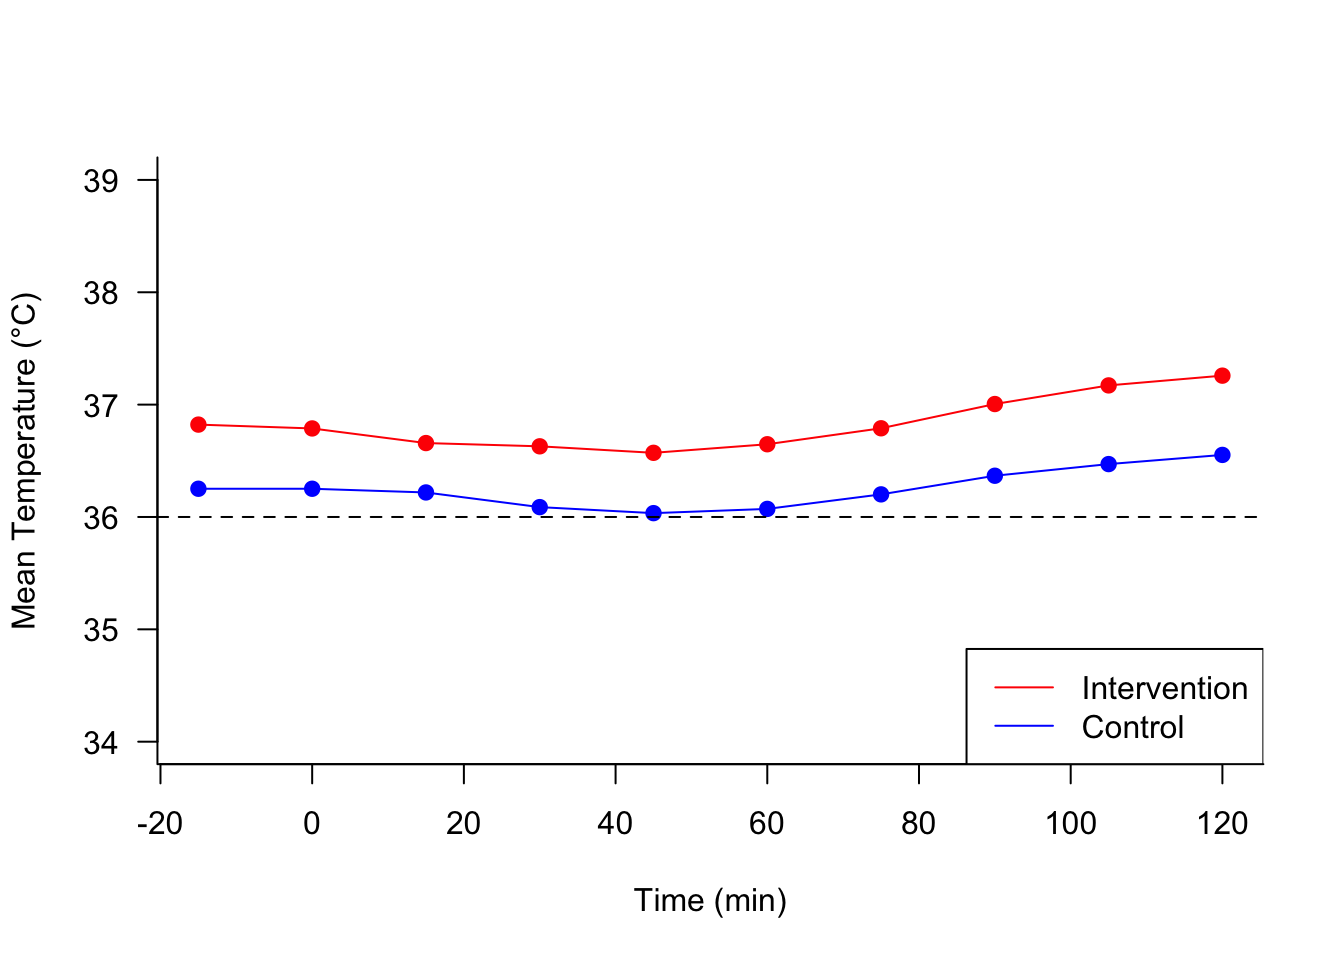 39
38
37
36
35
34
Mean Temperature (°C)
Intervention
Control
-20 0 20 40 60 80 100 120
Time (min)